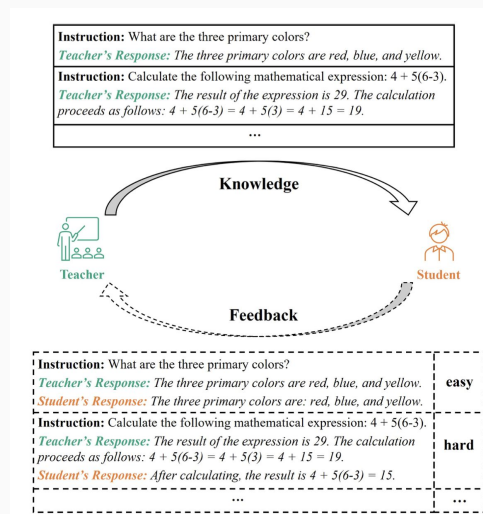 Instruction: What are the three primary colors?
Teacher's Response: The three primary colors are red, blue, and yellow.
Instruction: Calculate the following mathematical expression: 4 + 5(6-3).
Teacher's Response: The result of the expression is 29. The calculation
proceeds as follows: 4 + 5(6-3) = 4 + 5(3) = 4 + 15 = 19.
...
Knowledge
Teacher
Student
Feedback
Instruction: What are the three primary colors?
Teacher's Response: The three primary colors are red, blue, and yellow.
Student's Response: The three primary colors are: red, blue, and yellow.
easy
Instruction: Calculate the following mathematical expression: 4 + 5(6-3).
Teacher's Response: The result of the expression is 29. The calculation
proceeds as follows: 4 + 5(6-3) = 4 + 5(3) = 4 + 15 = 19.
Student's Response: After calculating, the result is 4 + 5(6-3) = 15.
hard
...
...